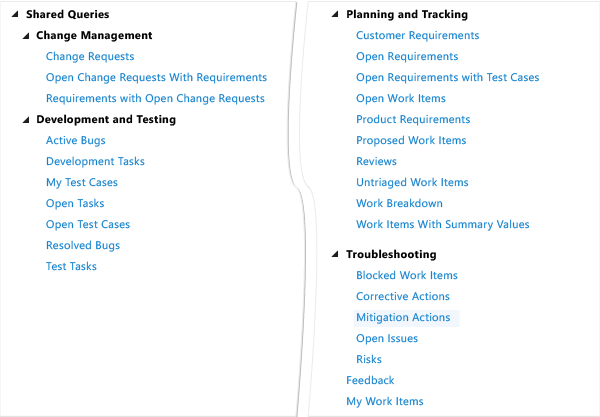 Shared Queries
Change Management
Change Requests
Open Change Requests With Requirements
Requirements with Open Change Requests
Development and Testing
Active Bugs
Development Tasks
My Test Cases
Open Tasks
Open Test Cases
Resolved Bugs
Test Tasks
Planning and Tracking
Customer Requirements
Open Requirements
Open Requirements with Test Cases
Open Work Items
Product Requirements
Proposed Work Items
Reviews
Untriaged Work Items
Work Breakdown
Work Items With Summary Values
Troubleshooting
Blocked Work Items
Corrective Actions
Mitigation Actions
Open Issues
Risks
Feedback
My Work Items